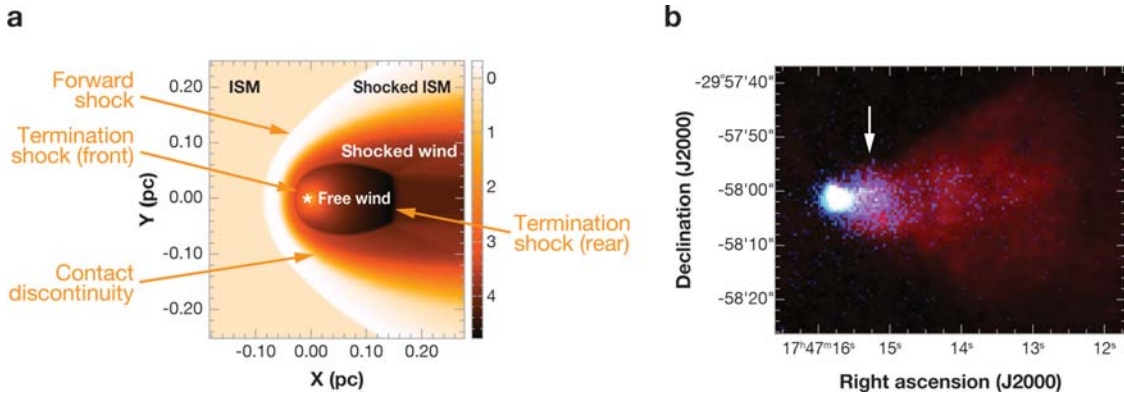 a
Forward
shock
Termination
shock (front)
Contact
discontinuity
ISM
Shocked ISM
Shocked wind
* Free wind
Termination
shock (rear)
Y (pc)
0.20
0.10
0.00
-0.10
-0.20
-0.10
0.00
0.10
0.20
X (pc)
0
1
2
3
4
b
Declination (J2000)
-29°57'40"
-57'50"
-58'00"
-58'10"
-58'20"
17ʰ47ᵐ16ˢ
15ˢ
14ˢ
13ˢ
12ˢ
Right ascension (J2000)